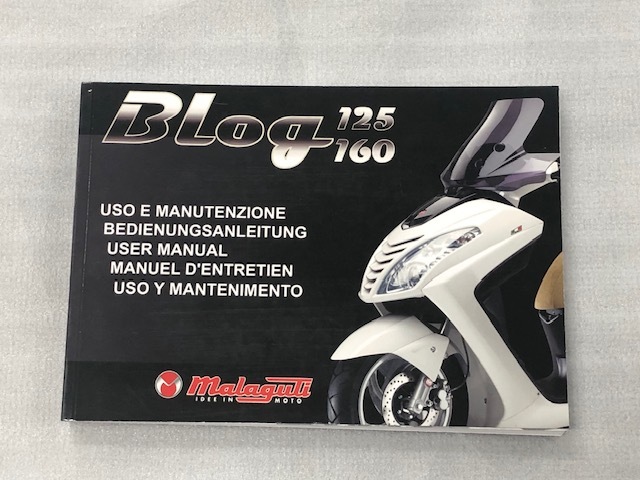 Blog 125
160
USO E MANUTENZIONE
BEDIENUNGSANLEITUNG
USER MANUAL
MANUEL D'ENTRETIEN
USO Y MANTENIMENTO
Malaguti
IDEE IN MOTO